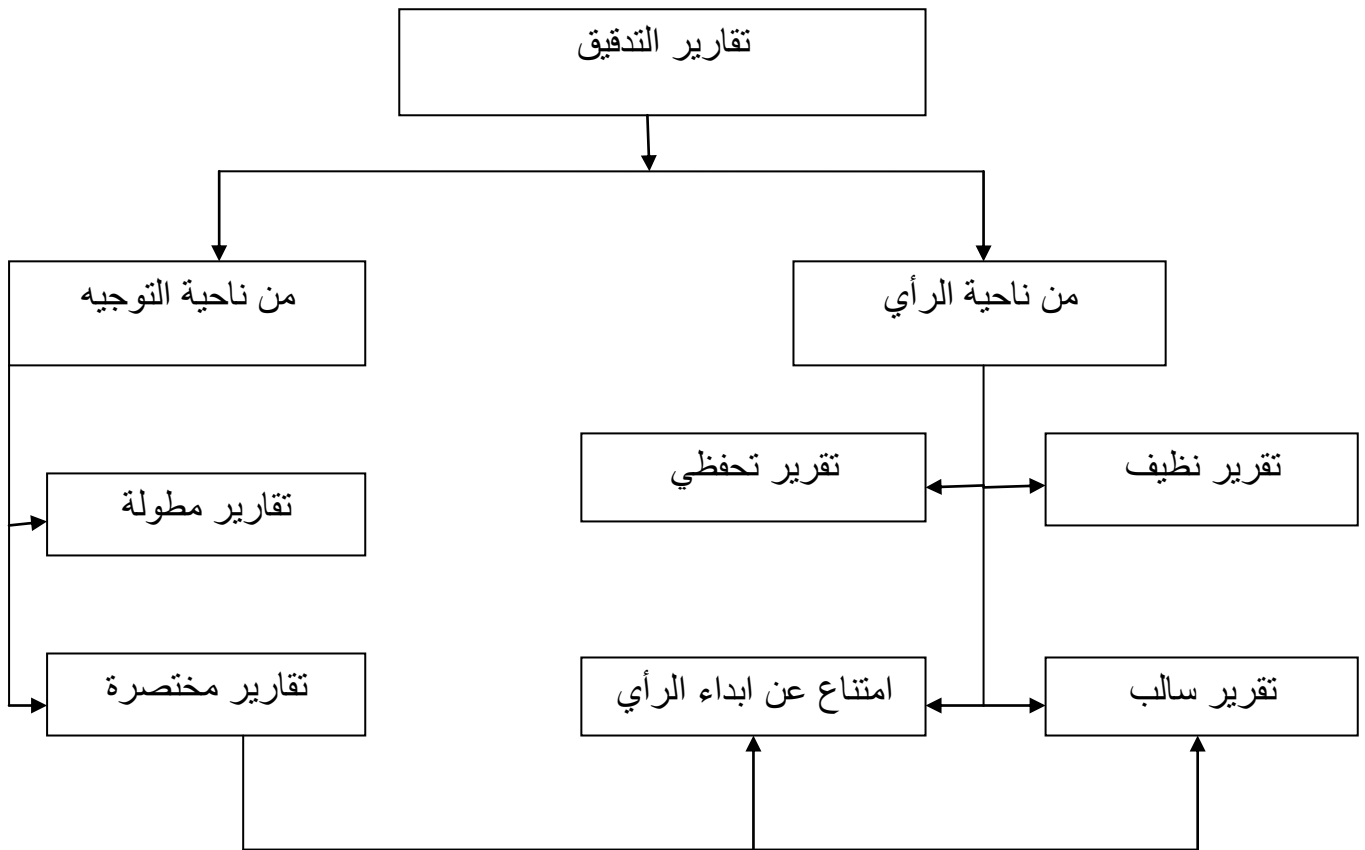 تقارير التدقيق
من ناحية الرأي
من ناحية التوجيه
تقرير نظيف
تقرير تحفظي
تقارير مطولة
تقرير سالب
امتناع عن ابداء الرأي
تقارير مختصرة